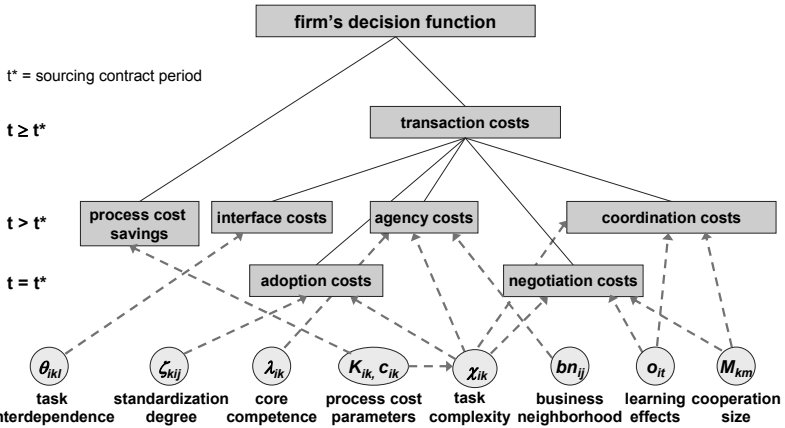 firm's decision function
t* = sourcing contract period
t ≥ t*
transaction costs
t > t*
process cost
savings
interface costs
agency costs
coordination costs
t = t*
adoption costs
negotiation costs
θikl
ζkij
λik
Kik, cik
χik
bnij
oit
Mkm
task
nterdependence
standardization
degree
core
competence
process cost
parameters
task
complexity
business
neighborhood
learning
effects
cooperation
size